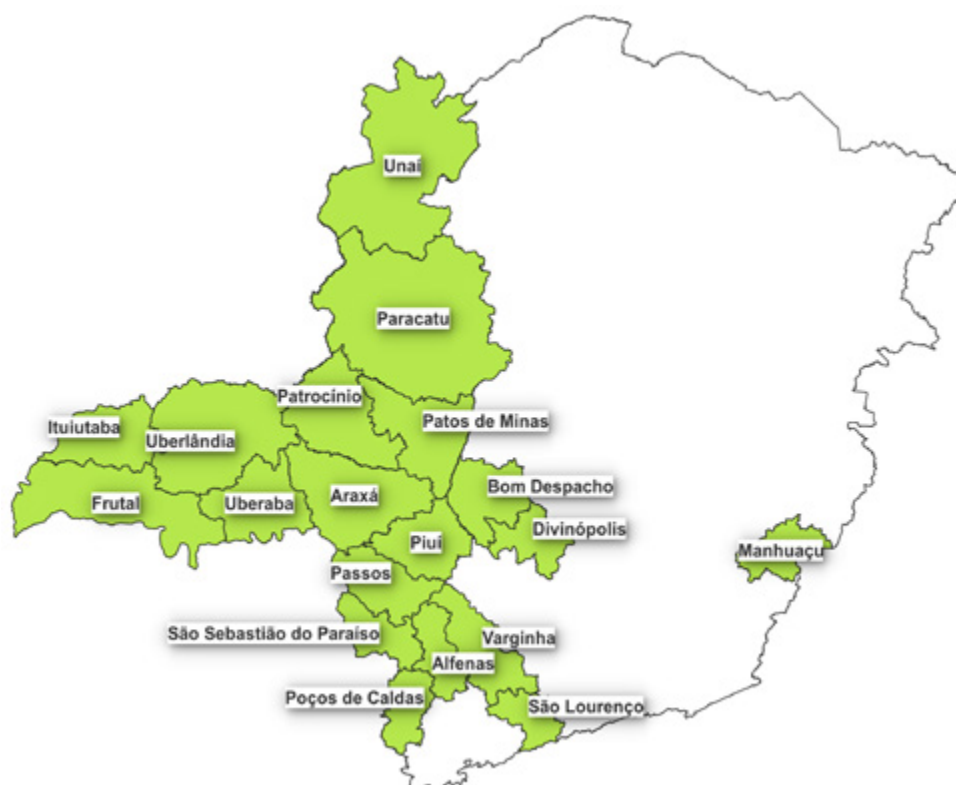 Unaí
Paracatu
Patrocínio
Patos de Minas
Ituiutaba
Uberlândia
Bom Despacho
Frutal
Uberaba
Araxá
Divinópolis
Piuí
Manhuaçu
Passos
São Sebastião do Paraíso
Varginha
Alfenas
Poços de Caldas
São Lourenço